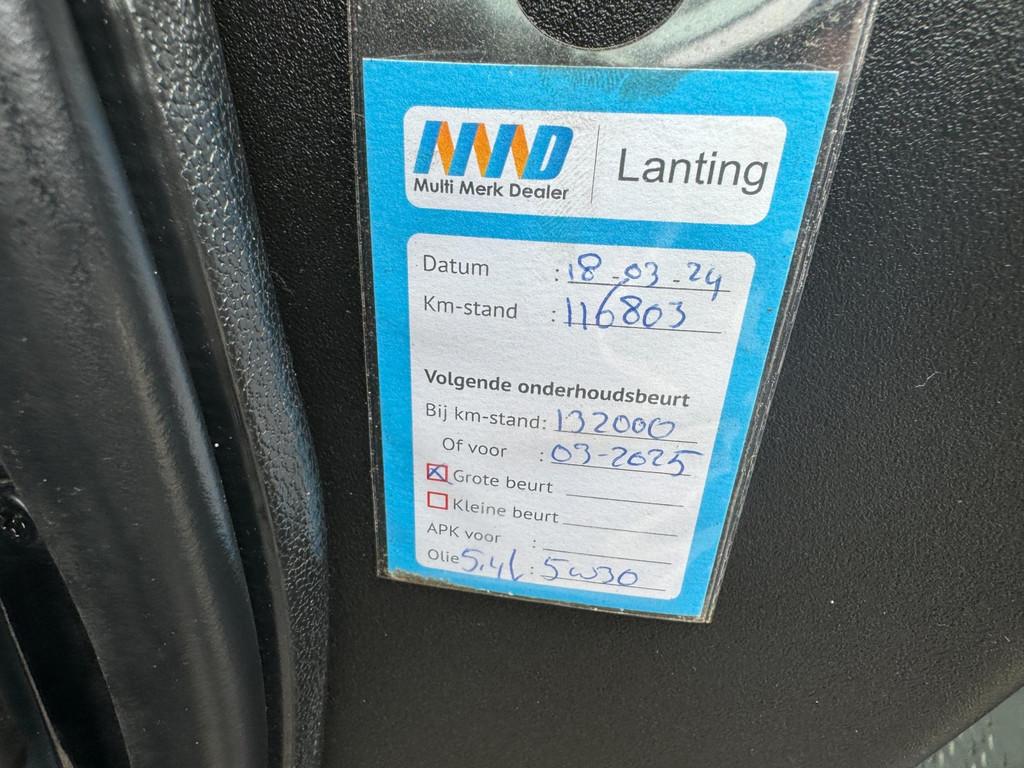 MMD
Multi Merk Dealer
Lanting
Datum : 18-03-24
Km-stand : 116803
Volgende onderhoudsbeurt
Bij km-stand: 132000
Of voor : 03-2025
☒ Grote beurt
☐ Kleine beurt
APK voor :
Olie 5,4L : 5W30